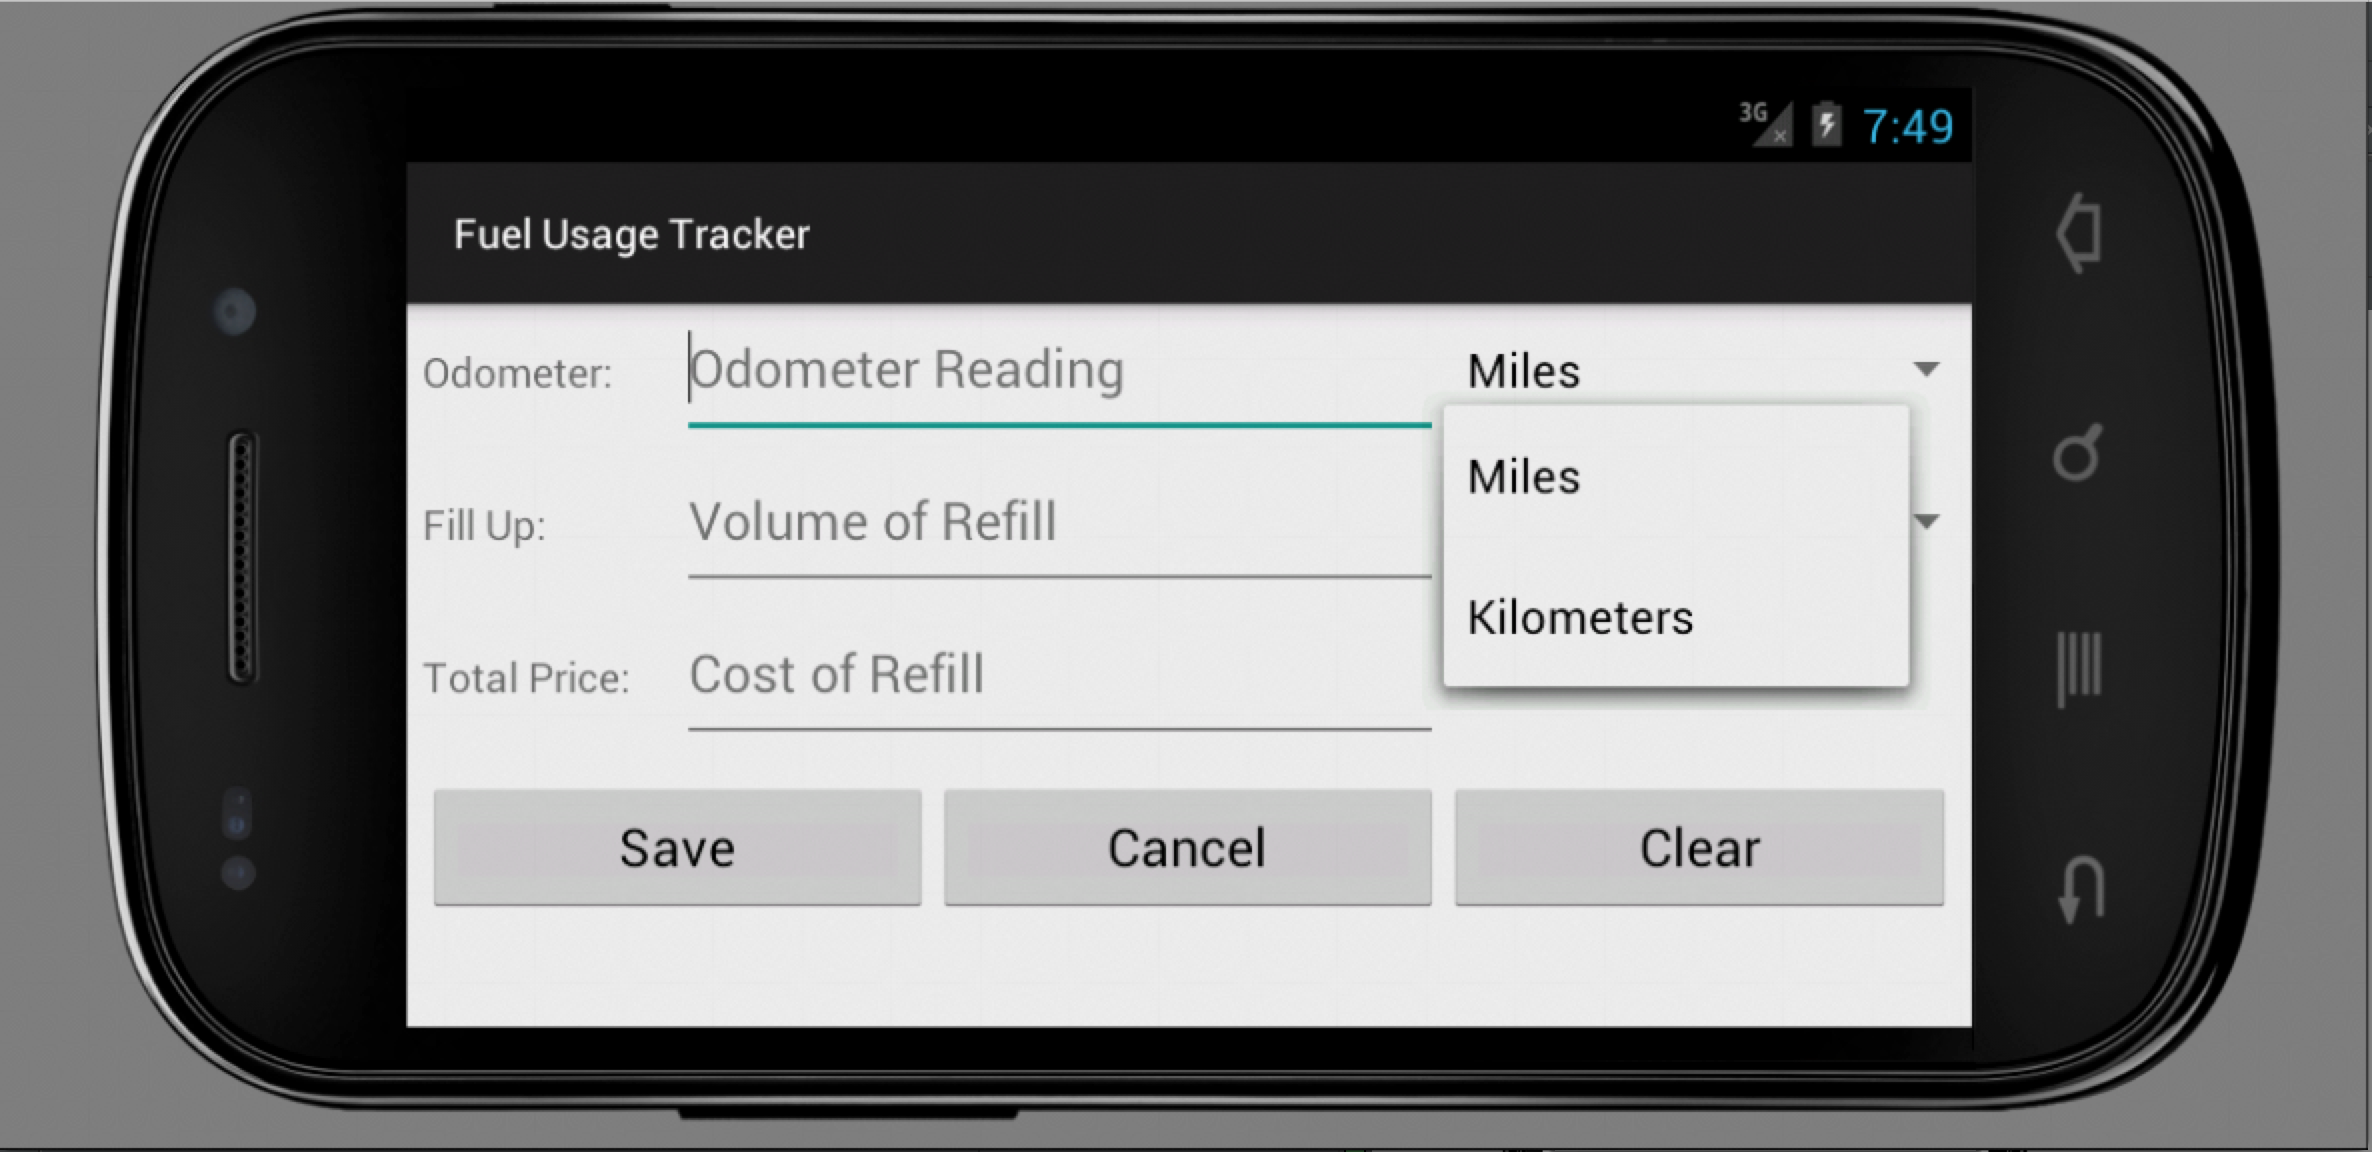 3G 7:49
Fuel Usage Tracker
Odometer: Odometer Reading Miles
Miles
Fill Up: Volume of Refill
Kilometers
Total Price: Cost of Refill
Save Cancel Clear